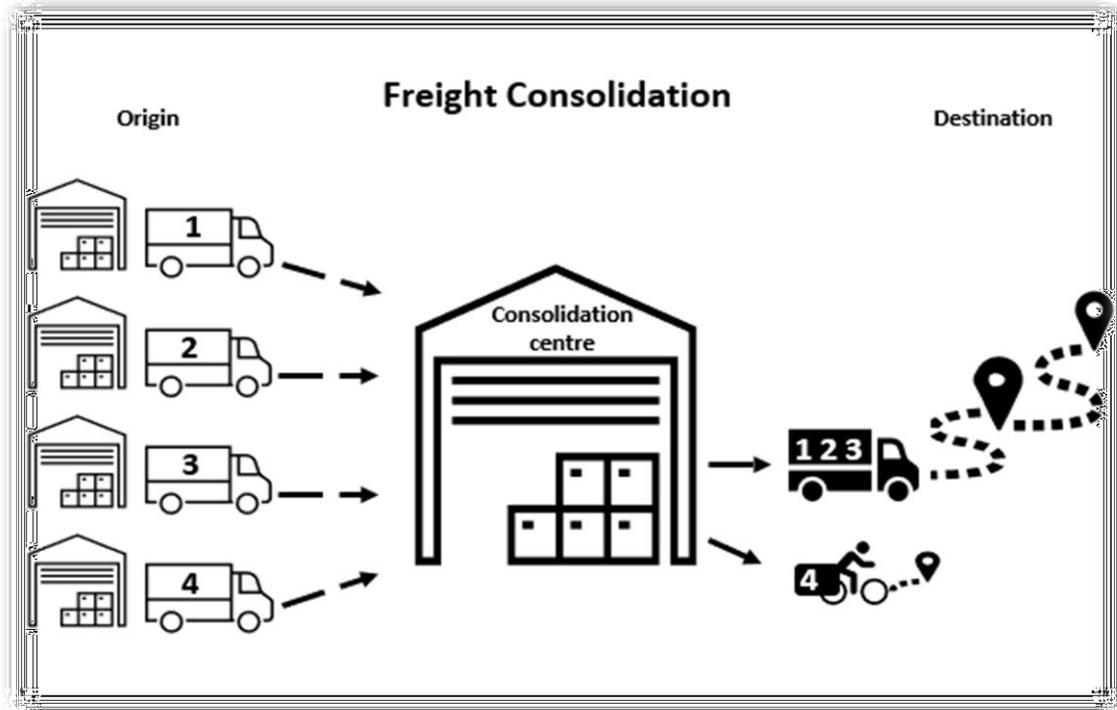 Freight Consolidation
Origin
Destination
1
2
3
4
Consolidation
centre
1 2 3
4